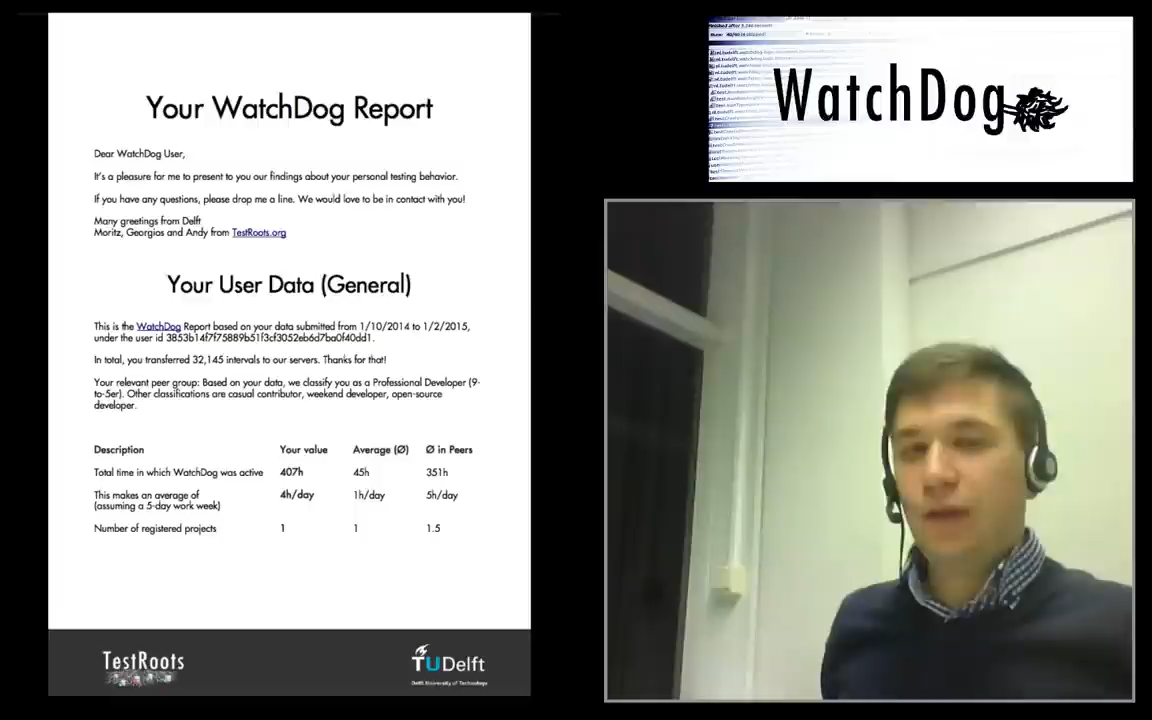 Your WatchDog Report
Dear WatchDog User,
It's a pleasure for me to present to you our findings about your personal testing behavior.
If you have any questions, please drop me a line. We would love to be in contact with you!
Many greetings from Delft
Moritz, Georgios and Andy from TestRoots.org
Your User Data (General)
This is the WatchDog Report based on your data submitted from 1/10/2014 to 1/2/2015,
under the user id 3853b14f7f75889b51f3cf3052eb6d7ba0f40dd1.
In total, you transferred 32,145 intervals to our servers. Thanks for that!
Your relevant peer group: Based on your data, we classify you as a Professional Developer (9-
to-5er). Other classifications are casual contributor, weekend developer, open-source
developer.
Description Your value Average (Ø) Ø in Peers
Total time in which WatchDog was active 407h 45h 351h
This makes an average of 4h/day 1h/day 5h/day
(assuming a 5-day work week)
Number of registered projects 1 1 1.5
TestRoots
TUDelft
Delft University of Technology
WatchDog